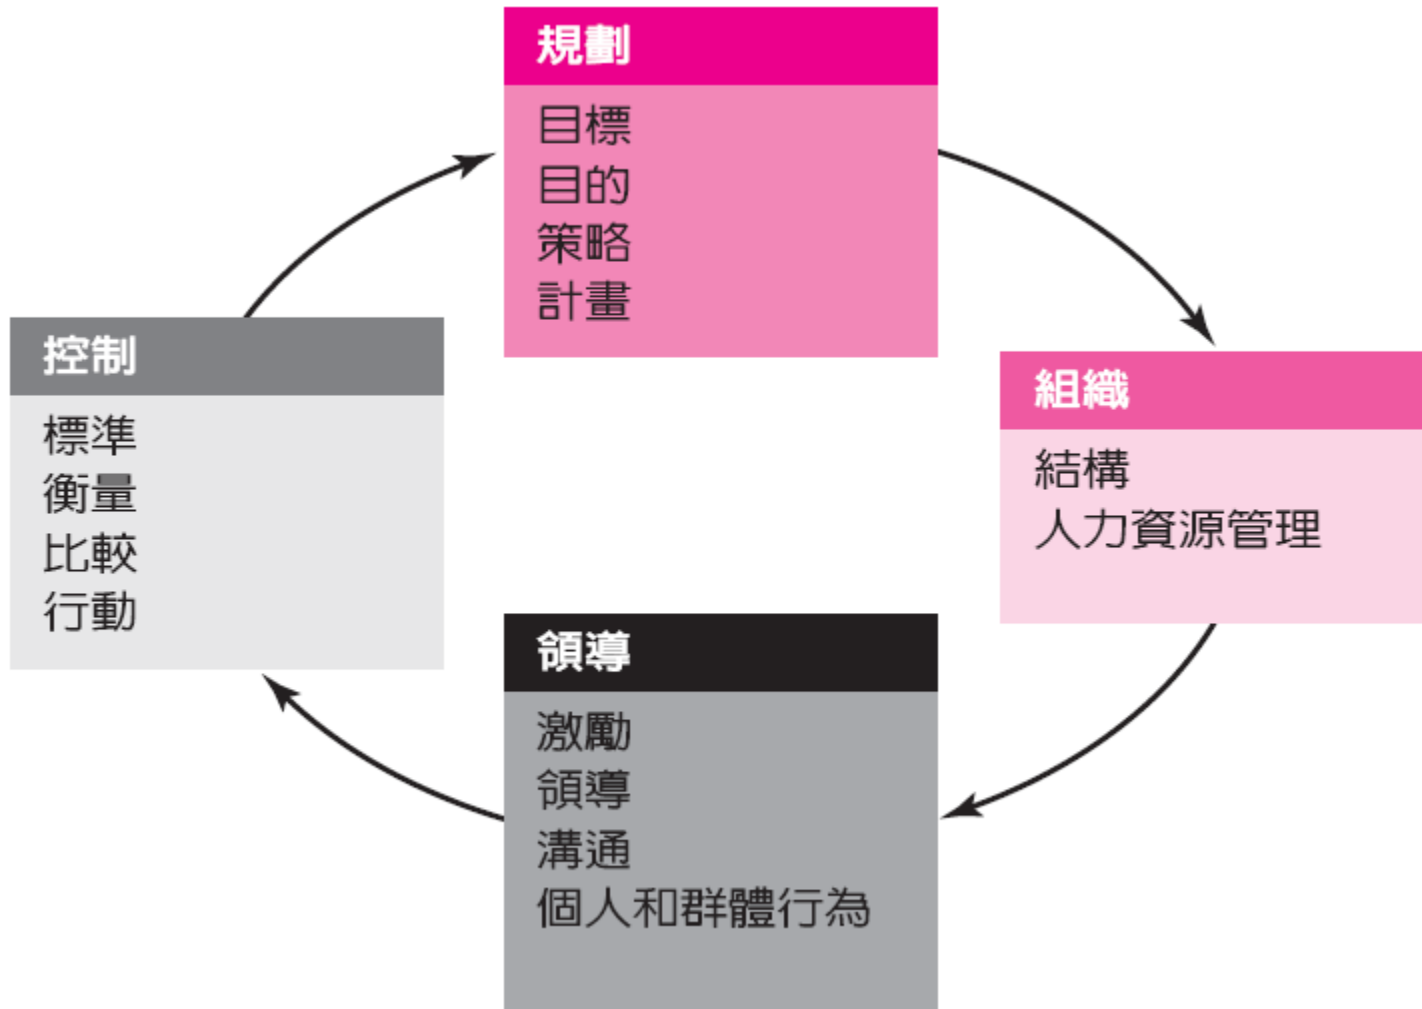 規劃
目標
目的
策略
計畫
組織
結構
人力資源管理
領導
激勵
領導
溝通
個人和群體行為
控制
標準
衡量
比較
行動